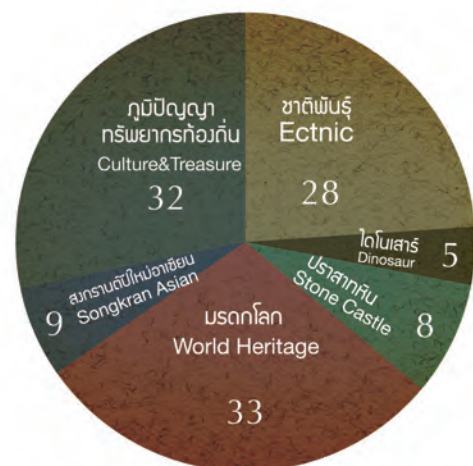 ภูมิปัญญา
ทรัพยากรท้องถิ่น
Culture&Treasure
32
ชาติพันธุ์
Ectnic
28
ไดโนเสาร์
Dinosaur
5
ปราสาทหิน
Stone Castle
8
มรดกโลก
World Heritage
33
สงกรานต์ปีใหม่อาเซียน
Songkran Asian
9